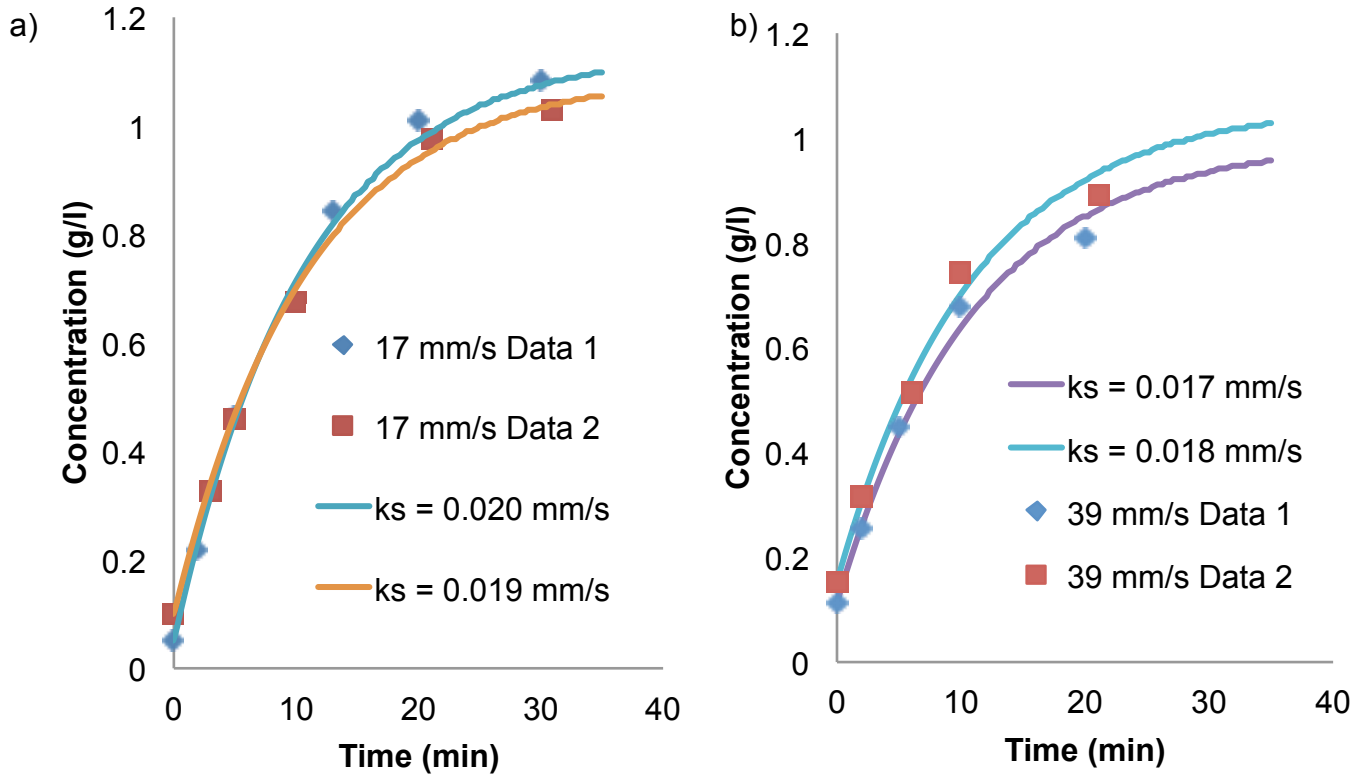 a)
Concentration (g/l)
1.2
1
0.8
0.6
0.4
0.2
0
0 10 20 30 40
Time (min)
17 mm/s Data 1
17 mm/s Data 2
ks = 0.020 mm/s
ks = 0.019 mm/s
b)
Concentration (g/l)
1.2
1
0.8
0.6
0.4
0.2
0
0 10 20 30 40
Time (min)
ks = 0.017 mm/s
ks = 0.018 mm/s
39 mm/s Data 1
39 mm/s Data 2